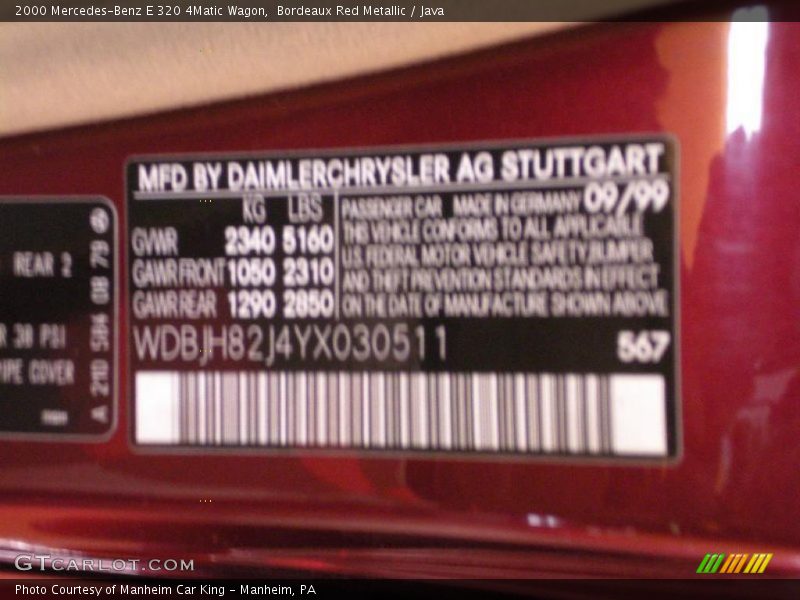 2000 Mercedes-Benz E 320 4Matic Wagon, Bordeaux Red Metallic / Java
MFD BY DAIMLERCHRYSLER AG STUTTGART
KG LBS
GVWR 2340 5160
GAWR FRONT 1050 2310
GAWR REAR 1290 2850
PASSENGER CAR MADE IN GERMANY 09/99
THIS VEHICLE CONFORMS TO ALL APPLICABLE
U.S. FEDERAL MOTOR VEHICLE SAFETY, BUMPER,
AND THEFT PREVENTION STANDARDS IN EFFECT
ON THE DATE OF MANUFACTURE SHOWN ABOVE
WDBJH82J4YX030511
567
REAR 2
R 38 PSI
IPE COVER
A 210 584 08 79
GTCARLOT.COM
Photo Courtesy of Manheim Car King - Manheim, PA